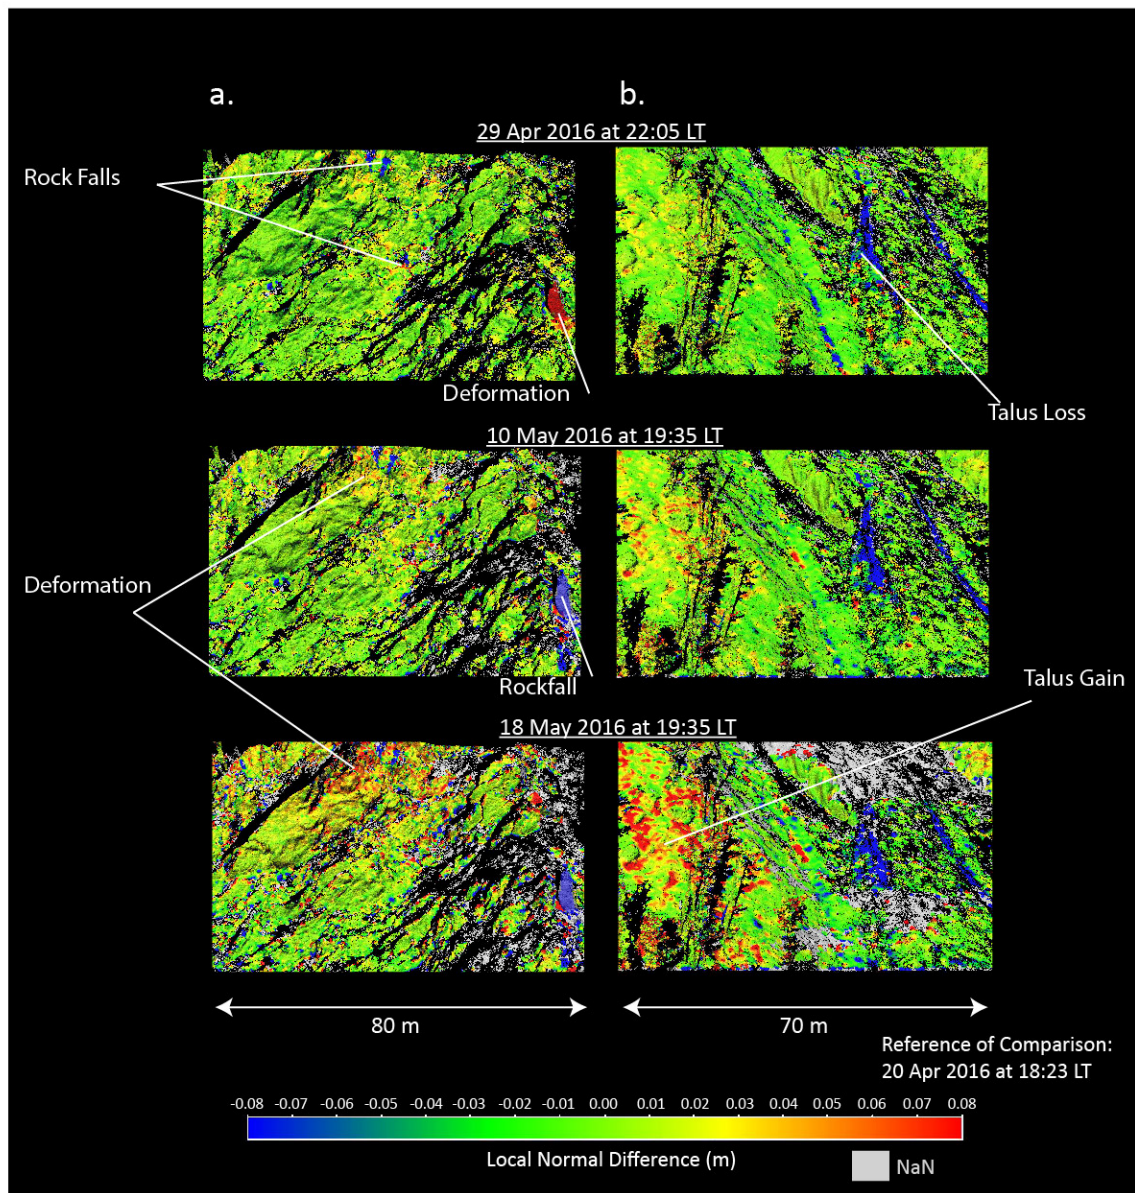 a.
b.
29 Apr 2016 at 22:05 LT
Rock Falls
Deformation
Talus Loss
10 May 2016 at 19:35 LT
Deformation
Rockfall
Talus Gain
18 May 2016 at 19:35 LT
80 m
70 m
Reference of Comparison:
20 Apr 2016 at 18:23 LT
-0.08 -0.07 -0.06 -0.05 -0.04 -0.03 -0.02 -0.01 0.00 0.01 0.02 0.03 0.04 0.05 0.06 0.07 0.08
Local Normal Difference (m)
NaN